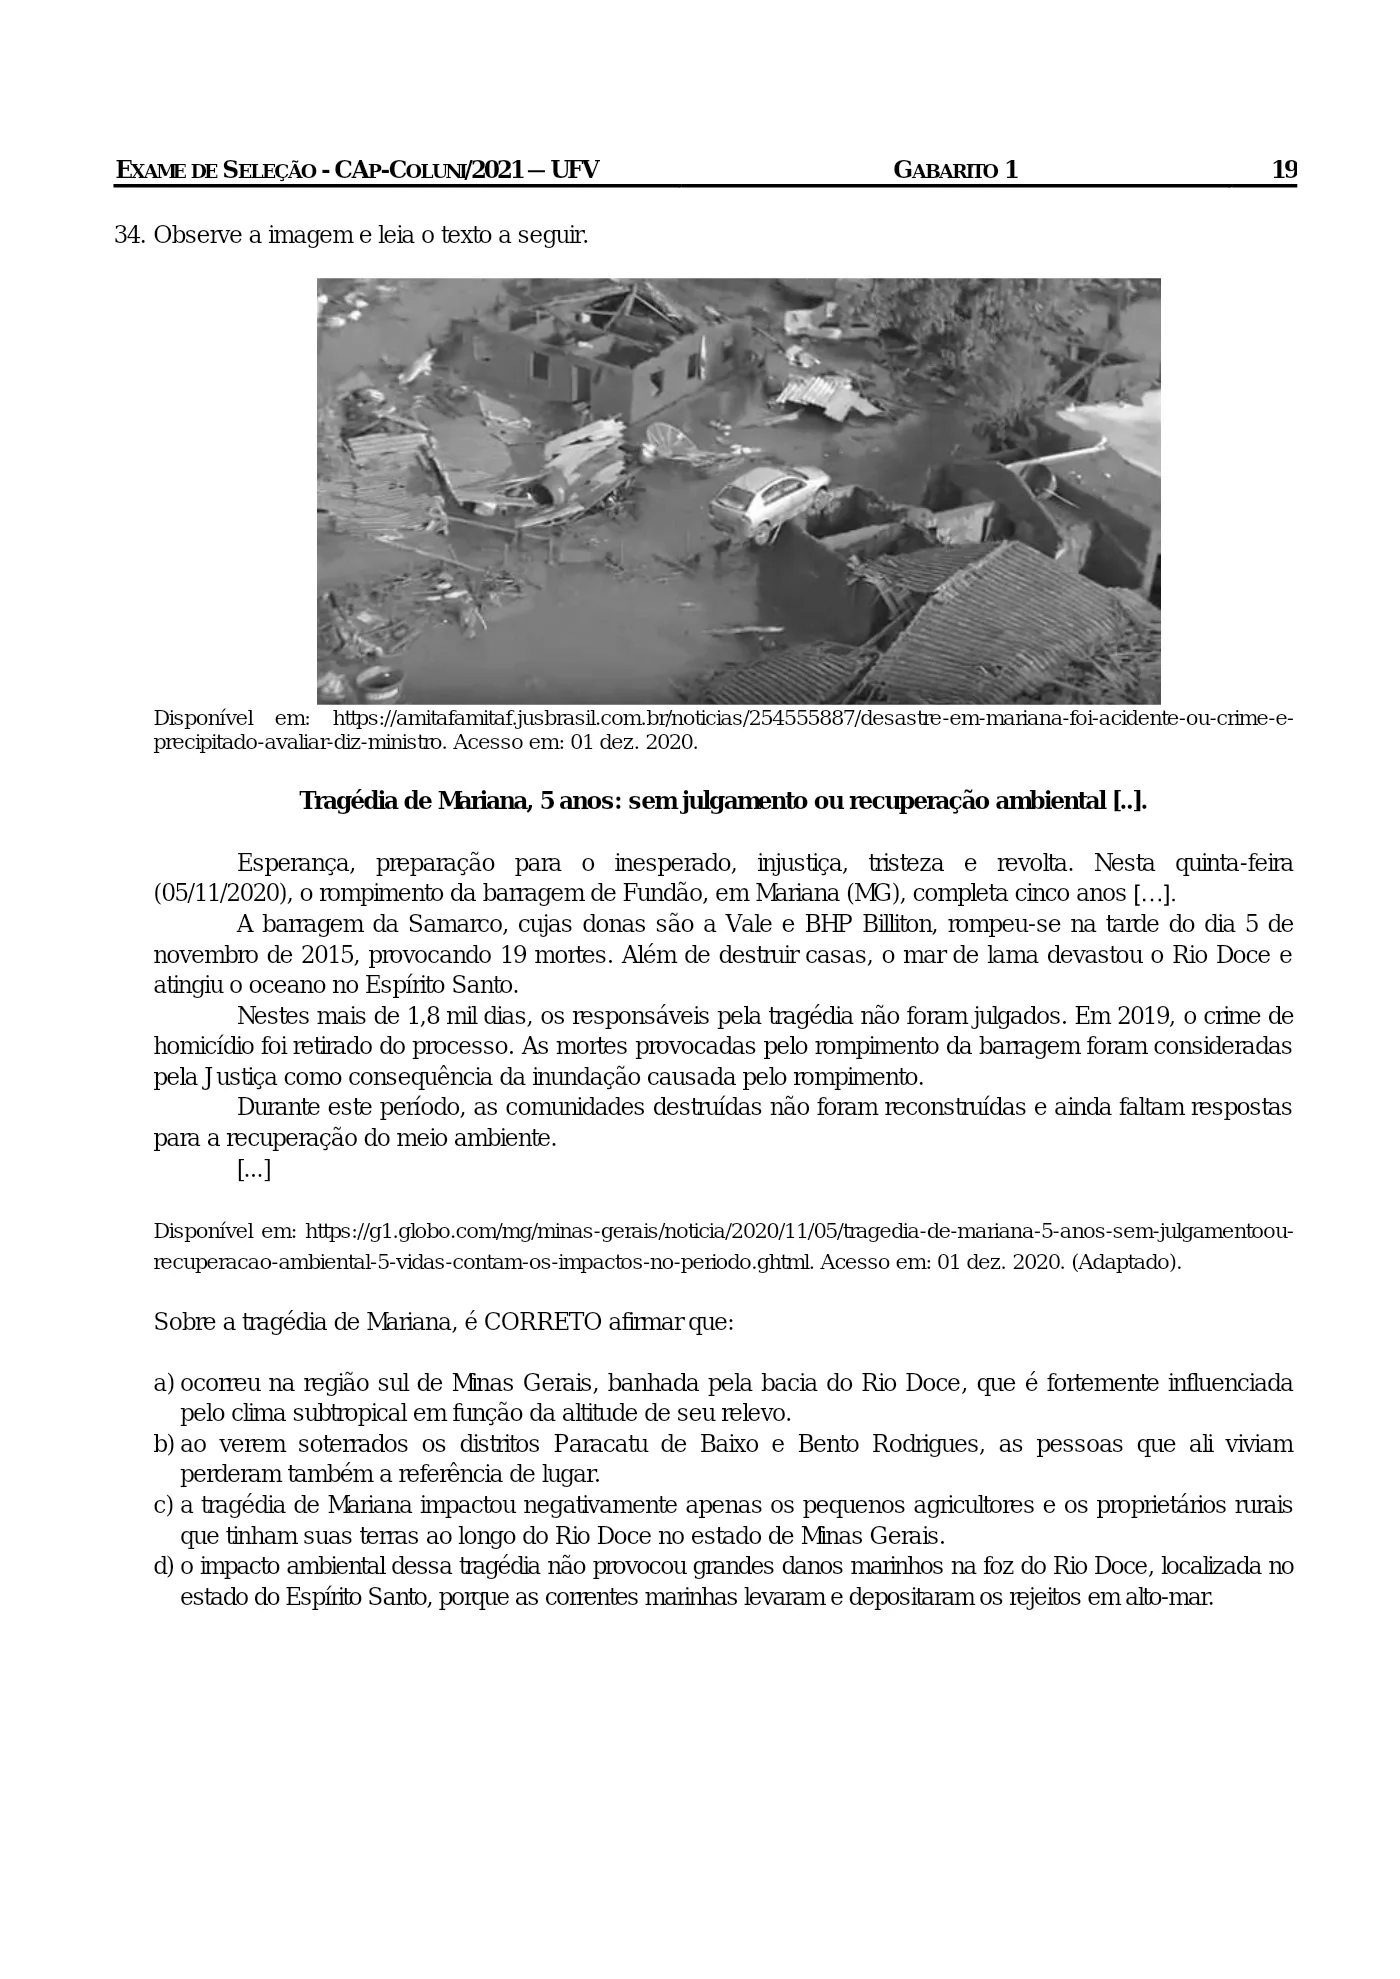 EXAME DE SELEÇÃO - CAP-COLUNI/2021 — UFV GABARITO 1 19
34. Observe a imagem e leia o texto a seguir.
Disponível em: https://amitafamitaf.jusbrasil.com.br/noticias/254555887/desastre-em-mariana-foi-acidente-ou-crime-e-
precipitado-avaliar-diz-ministro. Acesso em: 01 dez. 2020.
Tragédia de Mariana, 5 anos: sem julgamento ou recuperação ambiental [..].
Esperança, preparação para o inesperado, injustiça, tristeza e revolta. Nesta quinta-feira
(05/11/2020), o rompimento da barragem de Fundão, em Mariana (MG), completa cinco anos [...].
A barragem da Samarco, cujas donas são a Vale e BHP Billiton, rompeu-se na tarde do dia 5 de
novembro de 2015, provocando 19 mortes. Além de destruir casas, o mar de lama devastou o Rio Doce e
atingiu o oceano no Espírito Santo.
Nestes mais de 1,8 mil dias, os responsáveis pela tragédia não foram julgados. Em 2019, o crime de
homicídio foi retirado do processo. As mortes provocadas pelo rompimento da barragem foram consideradas
pela Justiça como consequência da inundação causada pelo rompimento.
Durante este período, as comunidades destruídas não foram reconstruídas e ainda faltam respostas
para a recuperação do meio ambiente.
[...]
Disponível em: https://g1.globo.com/mg/minas-gerais/noticia/2020/11/05/tragedia-de-mariana-5-anos-sem-julgamentoou-
recuperacao-ambiental-5-vidas-contam-os-impactos-no-periodo.ghtml. Acesso em: 01 dez. 2020. (Adaptado).
Sobre a tragédia de Mariana, é CORRETO afirmar que:
a) ocorreu na região sul de Minas Gerais, banhada pela bacia do Rio Doce, que é fortemente influenciada
pelo clima subtropical em função da altitude de seu relevo.
b) ao verem soterrados os distritos Paracatu de Baixo e Bento Rodrigues, as pessoas que ali viviam
perderam também a referência de lugar.
c) a tragédia de Mariana impactou negativamente apenas os pequenos agricultores e os proprietários rurais
que tinham suas terras ao longo do Rio Doce no estado de Minas Gerais.
d) o impacto ambiental dessa tragédia não provocou grandes danos marinhos na foz do Rio Doce, localizada no
estado do Espírito Santo, porque as correntes marinhas levaram e depositaram os rejeitos em alto-mar.